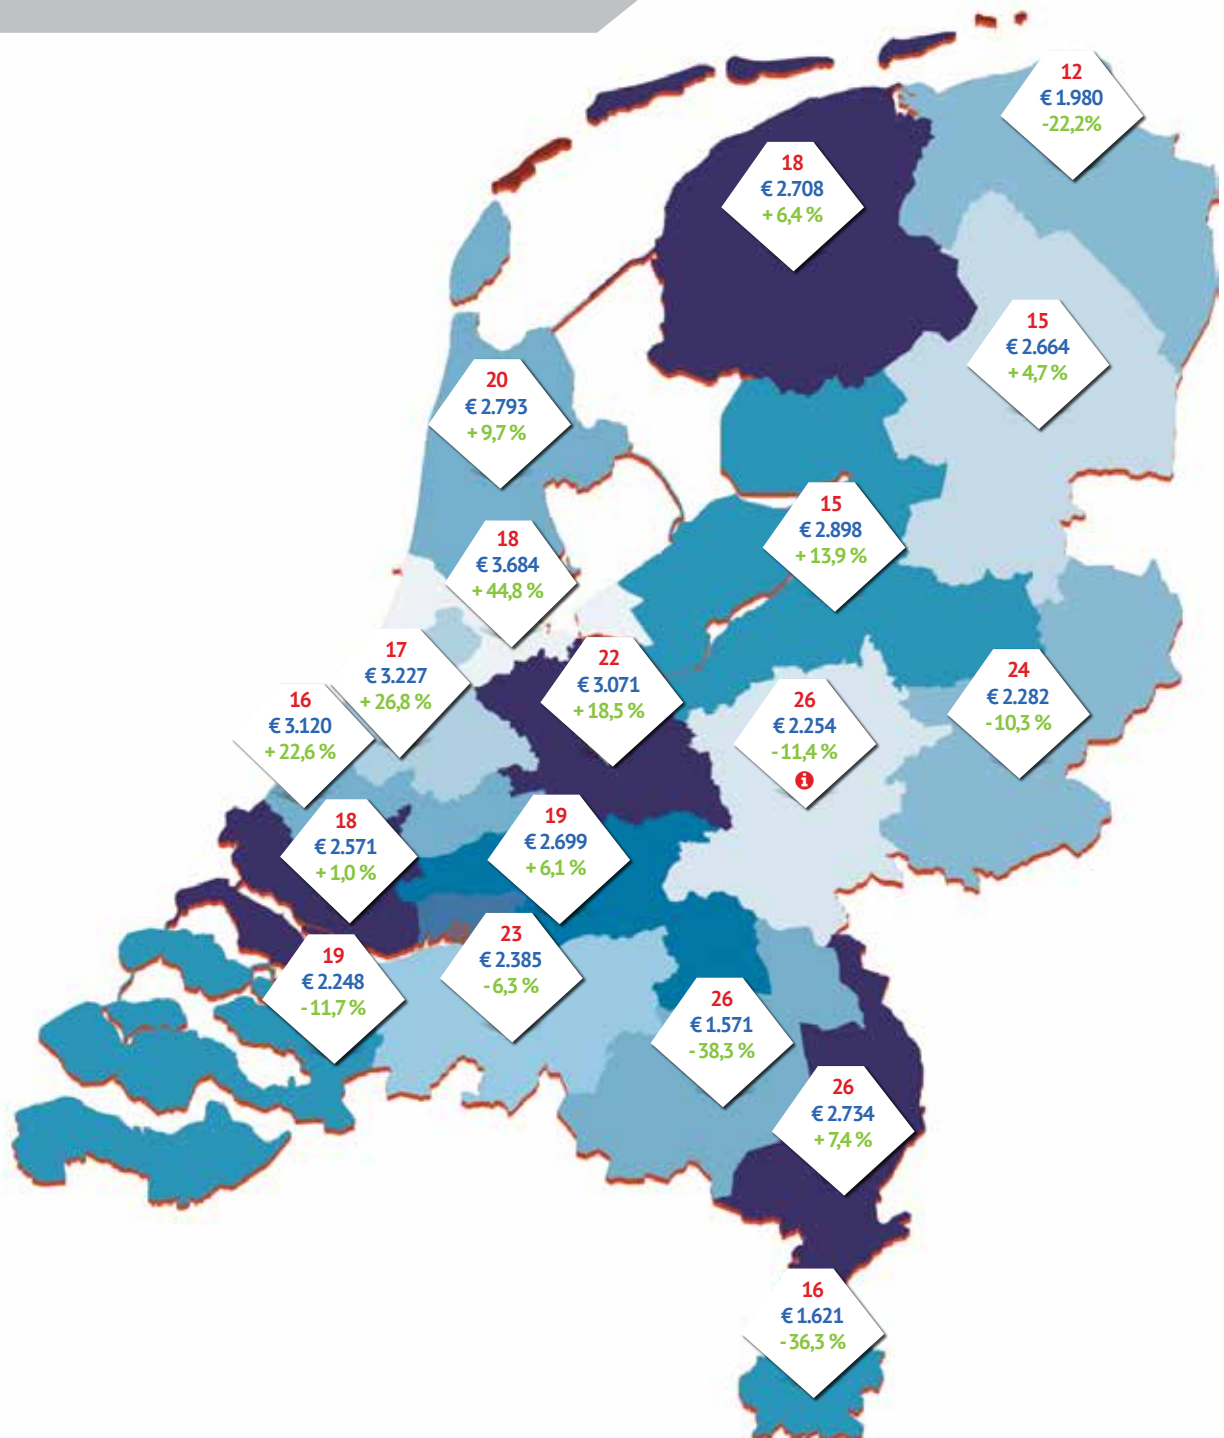 12
€ 1.980
-22,2%
18
€ 2.708
+ 6,4 %
15
€ 2.664
+ 4,7 %
20
€ 2.793
+ 9,7 %
15
€ 2.898
+ 13,9 %
18
€ 3.684
+ 44,8 %
17
€ 3.227
+ 26,8 %
22
€ 3.071
+ 18,5 %
24
€ 2.282
- 10,3 %
16
€ 3.120
+ 22,6 %
26
€ 2.254
- 11,4 %
i
18
€ 2.571
+ 1,0 %
19
€ 2.699
+ 6,1 %
23
€ 2.385
- 6,3 %
19
€ 2.248
- 11,7 %
26
€ 1.571
- 38,3 %
26
€ 2.734
+ 7,4 %
16
€ 1.621
- 36,3 %